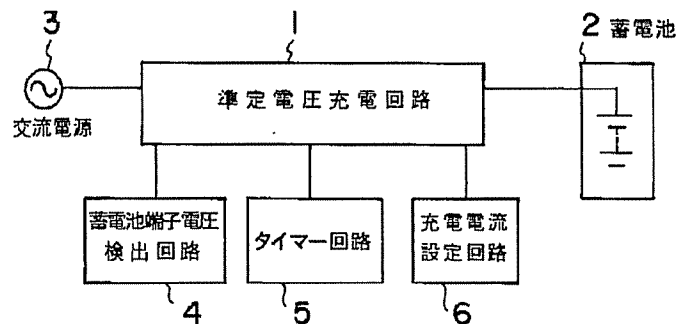 3
1
2 蓄電池
準定電圧充電回路
交流電源
蓄電池端子電圧
検出回路
タイマー回路
充電電流
設定回路
4
5
6